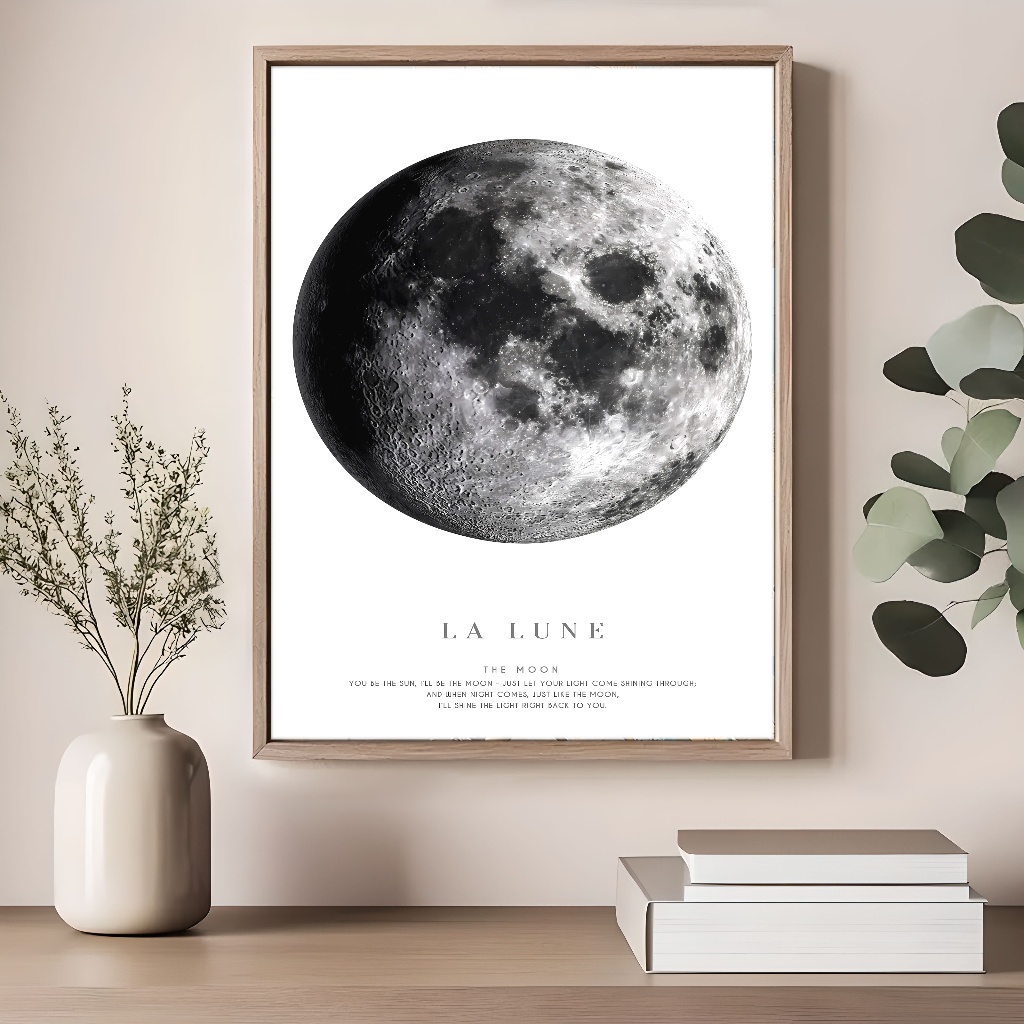 LA LUNE
THE MOON
YOU BE THE SUN, I'LL BE THE MOON - JUST LET YOUR LIGHT COME SHINING THROUGH;
AND WHEN NIGHT COMES, JUST LIKE THE MOON,
I'LL SHINE THE LIGHT RIGHT BACK TO YOU.